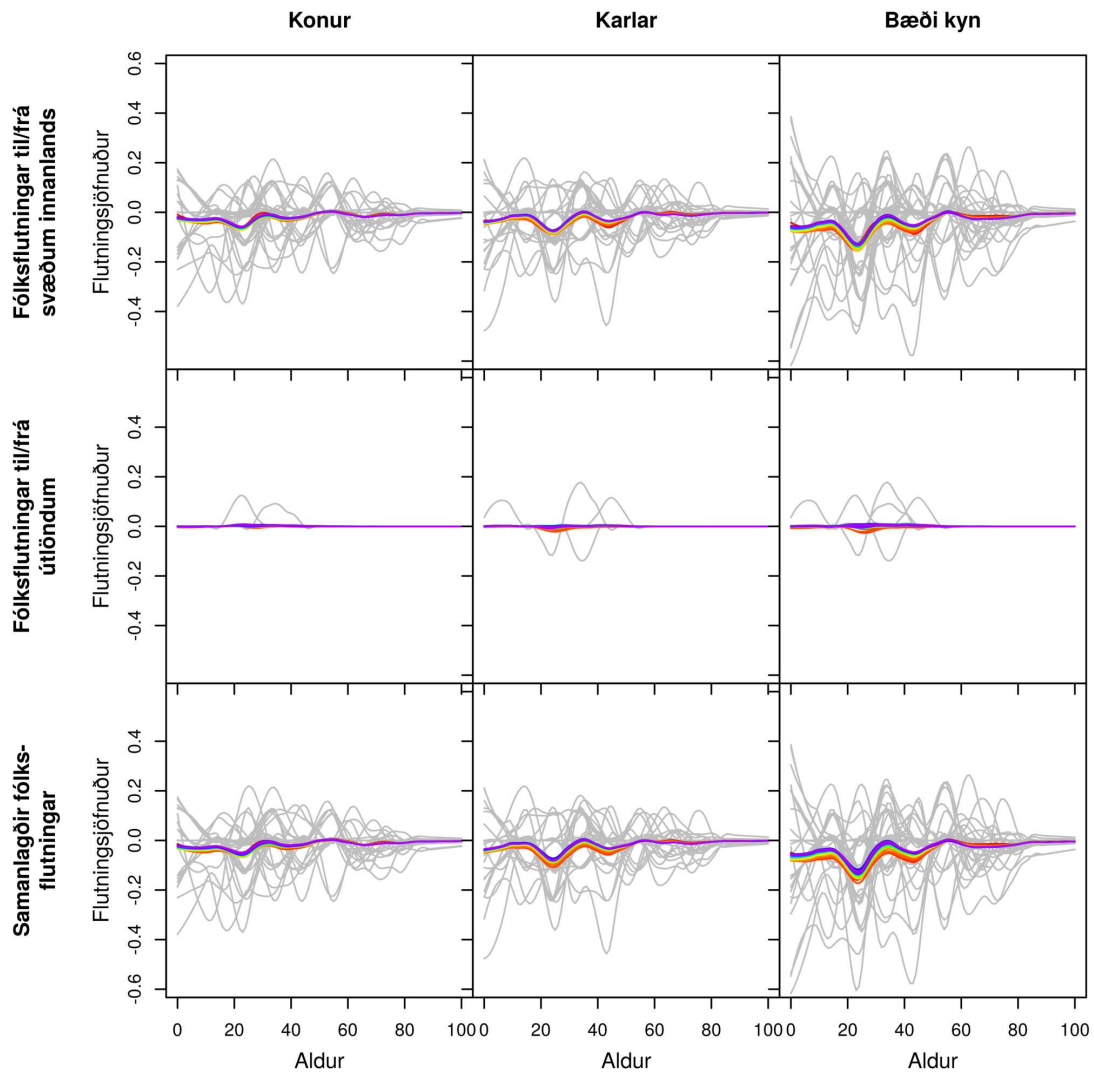 Konur
Karlar
Bæði kyn
Fólksflutningar til/frá
svæðum innanlands
Flutningsjöfnuður
0.6
0.4
0.2
0.0
-0.2
-0.4
Fólksflutningar til/frá
útlöndum
Flutningsjöfnuður
0.4
0.2
0.0
-0.2
-0.4
Samanlagðir fólks-
flutningar
Flutningsjöfnuður
0.4
0.2
0.0
-0.2
-0.4
-0.6
0 20 40 60 80 100
0 20 40 60 80 100
0 20 40 60 80 100
Aldur
Aldur
Aldur